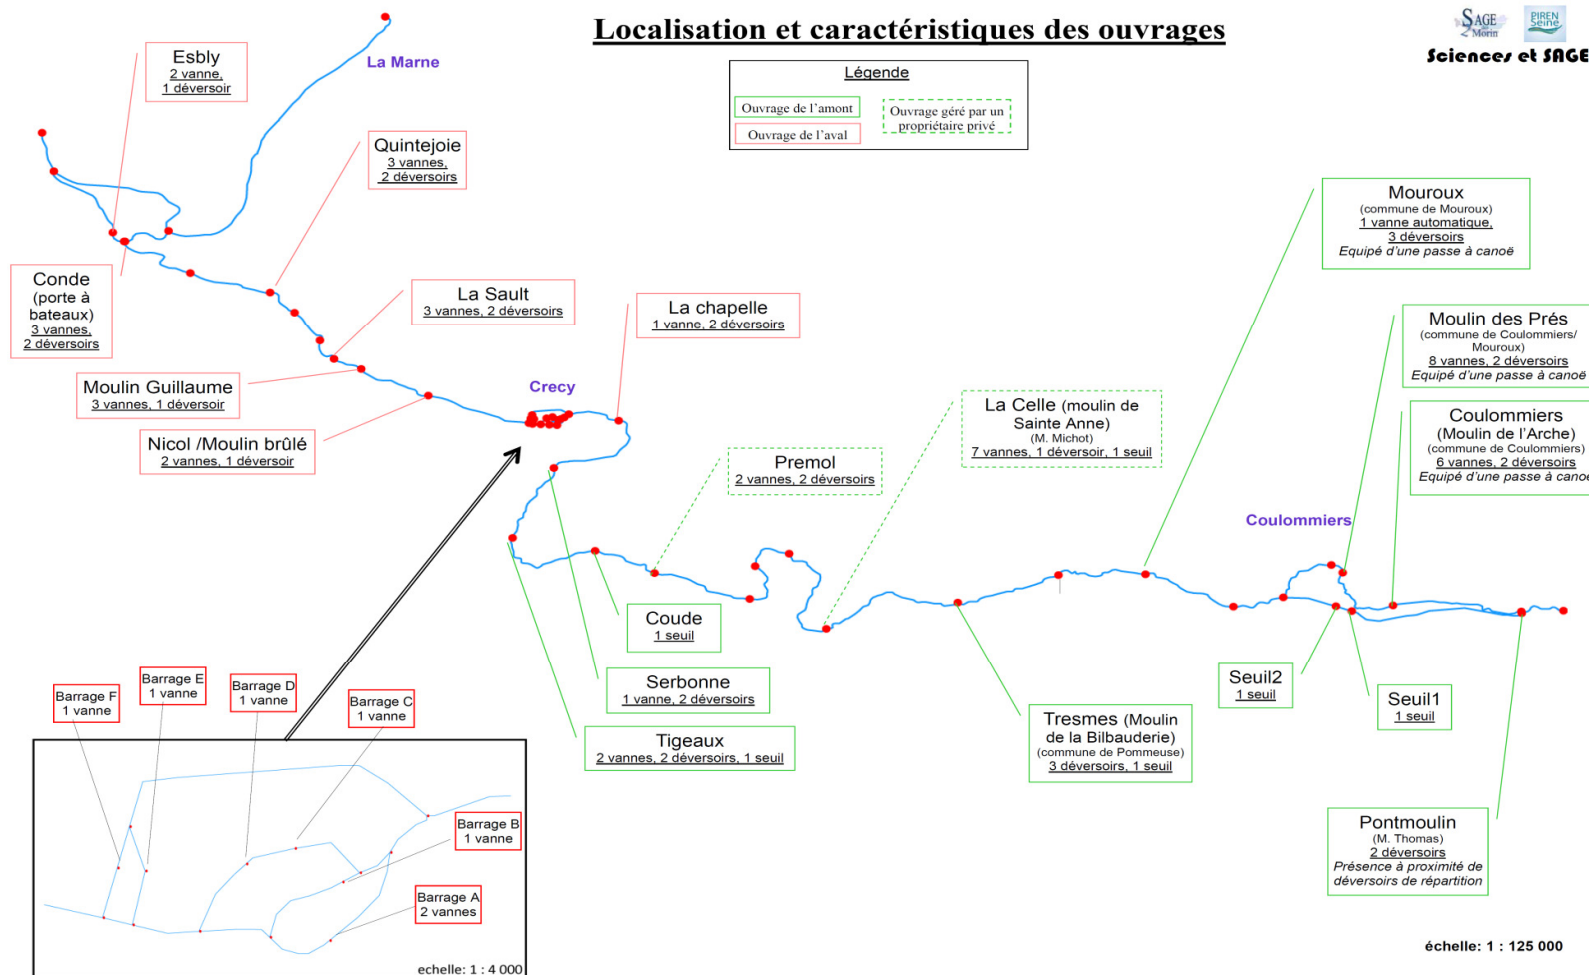 Localisation et caractéristiques des ouvrages
SAGE
2 Morin
PIREN
Seine
Sciences et SAGE
Légende
Ouvrage de l'amont
Ouvrage de l'aval
Ouvrage géré par un
propriétaire privé
La Marne
Esbly
2 vanne,
1 déversoir
Quintejoie
3 vannes,
2 déversoirs
Conde
(porte à
bateaux)
3 vannes,
2 déversoirs
La Sault
3 vannes, 2 déversoirs
La chapelle
1 vanne, 2 déversoirs
Moulin Guillaume
3 vannes, 1 déversoir
Nicol /Moulin brûlé
2 vannes, 1 déversoir
Crecy
Mouroux
(commune de Mouroux)
1 vanne automatique,
3 déversoirs
Equipé d'une passe à canoë
Moulin des Prés
(commune de Coulommiers/
Mouroux)
8 vannes, 2 déversoirs
Equipé d'une passe à canoë
La Celle (moulin de
Sainte Anne)
(M. Michot)
7 vannes, 1 déversoir, 1 seuil
Coulommiers
(Moulin de l'Arche)
(commune de Coulommiers)
6 vannes, 2 déversoirs
Equipé d'une passe à canoë
Premol
2 vannes, 2 déversoirs
Coulommiers
Coude
1 seuil
Serbonne
1 vanne, 2 déversoirs
Tigeaux
2 vannes, 2 déversoirs, 1 seuil
Seuil2
1 seuil
Seuil1
1 seuil
Tresmes (Moulin
de la Bilbauderie)
(commune de Pommeuse)
3 déversoirs, 1 seuil
Pontmoulin
(M. Thomas)
2 déversoirs
Présence à proximité de
déversoirs de répartition
Barrage F
1 vanne
Barrage E
1 vanne
Barrage D
1 vanne
Barrage C
1 vanne
Barrage B
1 vanne
Barrage A
2 vannes
echelle: 1 : 4 000
échelle: 1 : 125 000